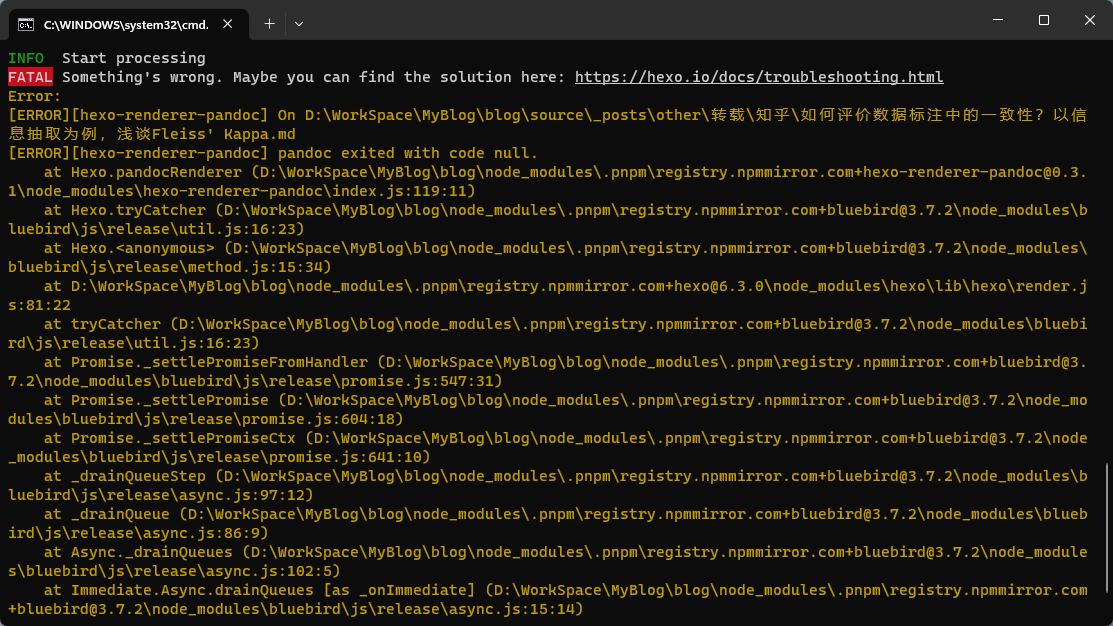 C:\WINDOWS\system32\cmd.
INFO  Start processing
FATAL Something's wrong. Maybe you can find the solution here: https://hexo.io/docs/troubleshooting.html
Error:
[ERROR][hexo-renderer-pandoc] On D:\WorkSpace\MyBlog\blog\source\_posts\other\转载\知乎\如何评价数据标注中的一致性？以信
息抽取为例，浅谈Fleiss' Kappa.md
[ERROR][hexo-renderer-pandoc] pandoc exited with code null.
    at Hexo.pandocRenderer (D:\WorkSpace\MyBlog\blog\node_modules\.pnpm\registry.npmmirror.com+hexo-renderer-pandoc@0.3.
1\node_modules\hexo-renderer-pandoc\index.js:119:11)
    at Hexo.tryCatcher (D:\WorkSpace\MyBlog\blog\node_modules\.pnpm\registry.npmmirror.com+bluebird@3.7.2\node_modules\b
luebird\js\release\util.js:16:23)
    at Hexo.<anonymous> (D:\WorkSpace\MyBlog\blog\node_modules\.pnpm\registry.npmmirror.com+bluebird@3.7.2\node_modules\
bluebird\js\release\method.js:15:34)
    at D:\WorkSpace\MyBlog\blog\node_modules\.pnpm\registry.npmmirror.com+hexo@6.3.0\node_modules\hexo\lib\hexo\render.j
s:81:22
    at tryCatcher (D:\WorkSpace\MyBlog\blog\node_modules\.pnpm\registry.npmmirror.com+bluebird@3.7.2\node_modules\bluebi
rd\js\release\util.js:16:23)
    at Promise._settlePromiseFromHandler (D:\WorkSpace\MyBlog\blog\node_modules\.pnpm\registry.npmmirror.com+bluebird@3.
7.2\node_modules\bluebird\js\release\promise.js:547:31)
    at Promise._settlePromise (D:\WorkSpace\MyBlog\blog\node_modules\.pnpm\registry.npmmirror.com+bluebird@3.7.2\node_mo
dules\bluebird\js\release\promise.js:604:18)
    at Promise._settlePromiseCtx (D:\WorkSpace\MyBlog\blog\node_modules\.pnpm\registry.npmmirror.com+bluebird@3.7.2\node
_modules\bluebird\js\release\promise.js:641:10)
    at _drainQueueStep (D:\WorkSpace\MyBlog\blog\node_modules\.pnpm\registry.npmmirror.com+bluebird@3.7.2\node_modules\b
luebird\js\release\async.js:97:12)
    at _drainQueue (D:\WorkSpace\MyBlog\blog\node_modules\.pnpm\registry.npmmirror.com+bluebird@3.7.2\node_modules\blueb
ird\js\release\async.js:86:9)
    at Async._drainQueues (D:\WorkSpace\MyBlog\blog\node_modules\.pnpm\registry.npmmirror.com+bluebird@3.7.2\node_module
s\bluebird\js\release\async.js:102:5)
    at Immediate.Async.drainQueues [as _onImmediate] (D:\WorkSpace\MyBlog\blog\node_modules\.pnpm\registry.npmmirror.com
+bluebird@3.7.2\node_modules\bluebird\js\release\async.js:15:14)